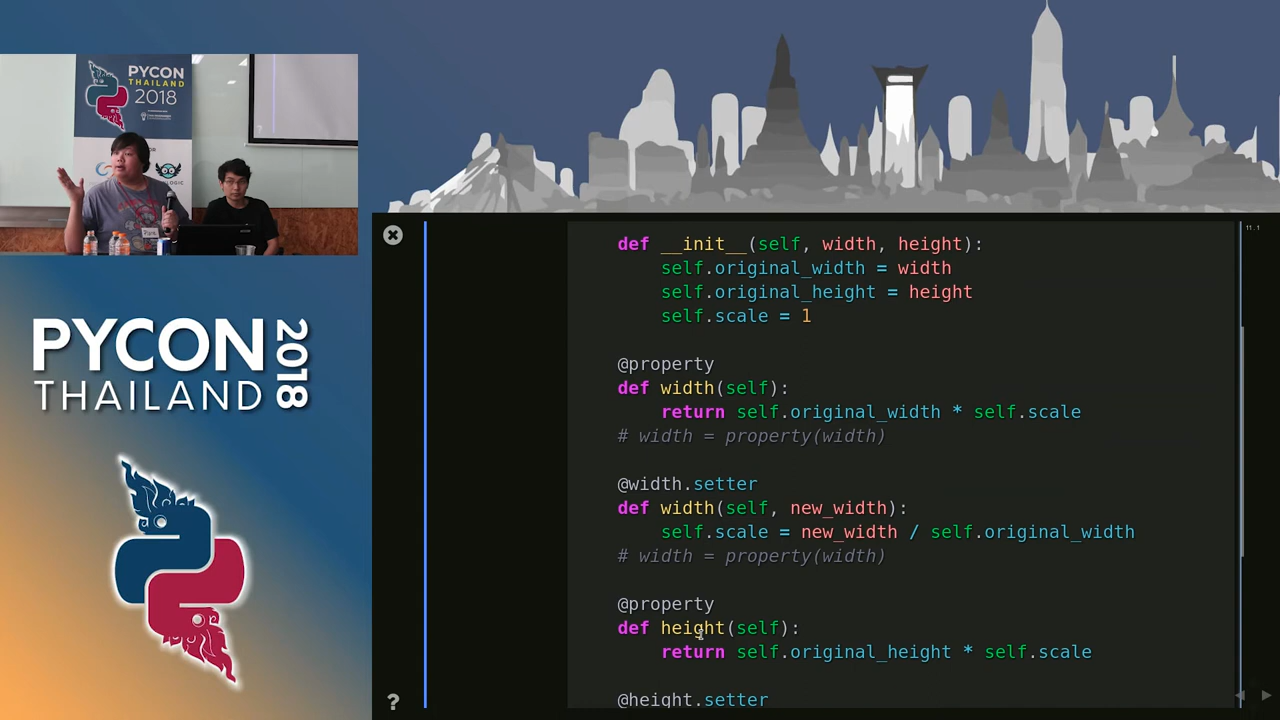 PYCON
THAILAND
2018
PYCON
THAILAND
2018
def __init__(self, width, height):
    self.original_width = width
    self.original_height = height
    self.scale = 1
@property
def width(self):
    return self.original_width * self.scale
# width = property(width)
@width.setter
def width(self, new_width):
    self.scale = new_width / self.original_width
# width = property(width)
@property
def height(self):
    return self.original_height * self.scale
@height.setter
11.1
?